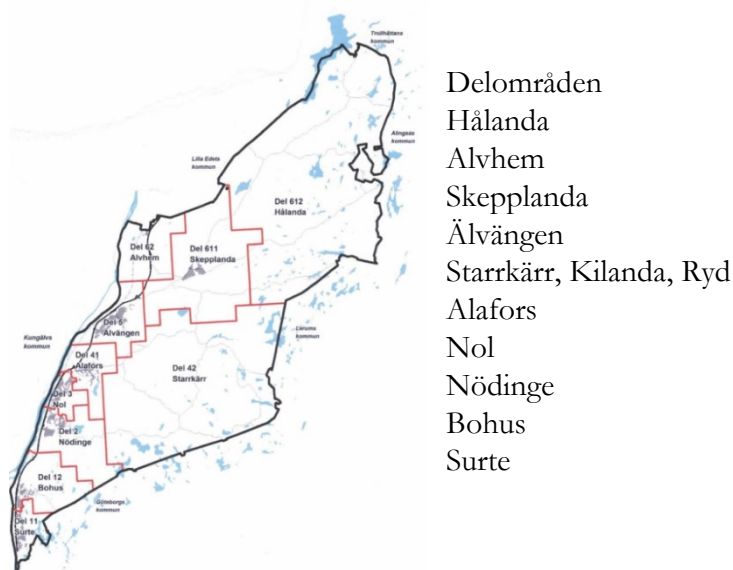 Trollhättans
kommun
Alingsås
kommun
Lilla Edets
kommun
Del 612
Hålanda
Del 62
Alvhem
Del 611
Skepplanda
Del 5
Älvängen
Kungälvs
kommun
Lerums
kommun
Del 41
Alafors
Del 42
Starrkärr
Del 3
Nol
Del 2
Nödinge
Del 12
Bohus
Göteborgs
kommun
Del 11
Surte
Delområden
Hålanda
Alvhem
Skepplanda
Älvängen
Starrkärr, Kilanda, Ryd
Alafors
Nol
Nödinge
Bohus
Surte